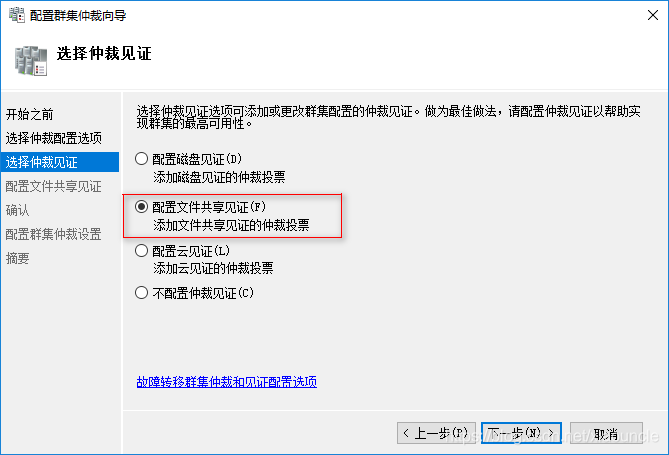 配置群集仲裁向导
选择仲裁见证
开始之前
选择仲裁配置选项
选择仲裁见证
配置文件共享见证
确认
配置群集仲裁设置
摘要
选择仲裁见证选项可添加或更改群集配置的仲裁见证。做为最佳做法，请配置仲裁见证以帮助实
现群集的最高可用性。
配置磁盘见证(D)
添加磁盘见证的仲裁投票
配置文件共享见证(F)
添加文件共享见证的仲裁投票
配置云见证(L)
添加云见证的仲裁投票
不配置仲裁见证(C)
故障转移群集仲裁和见证配置选项
< 上一步(P)
下一步(N) >
取消